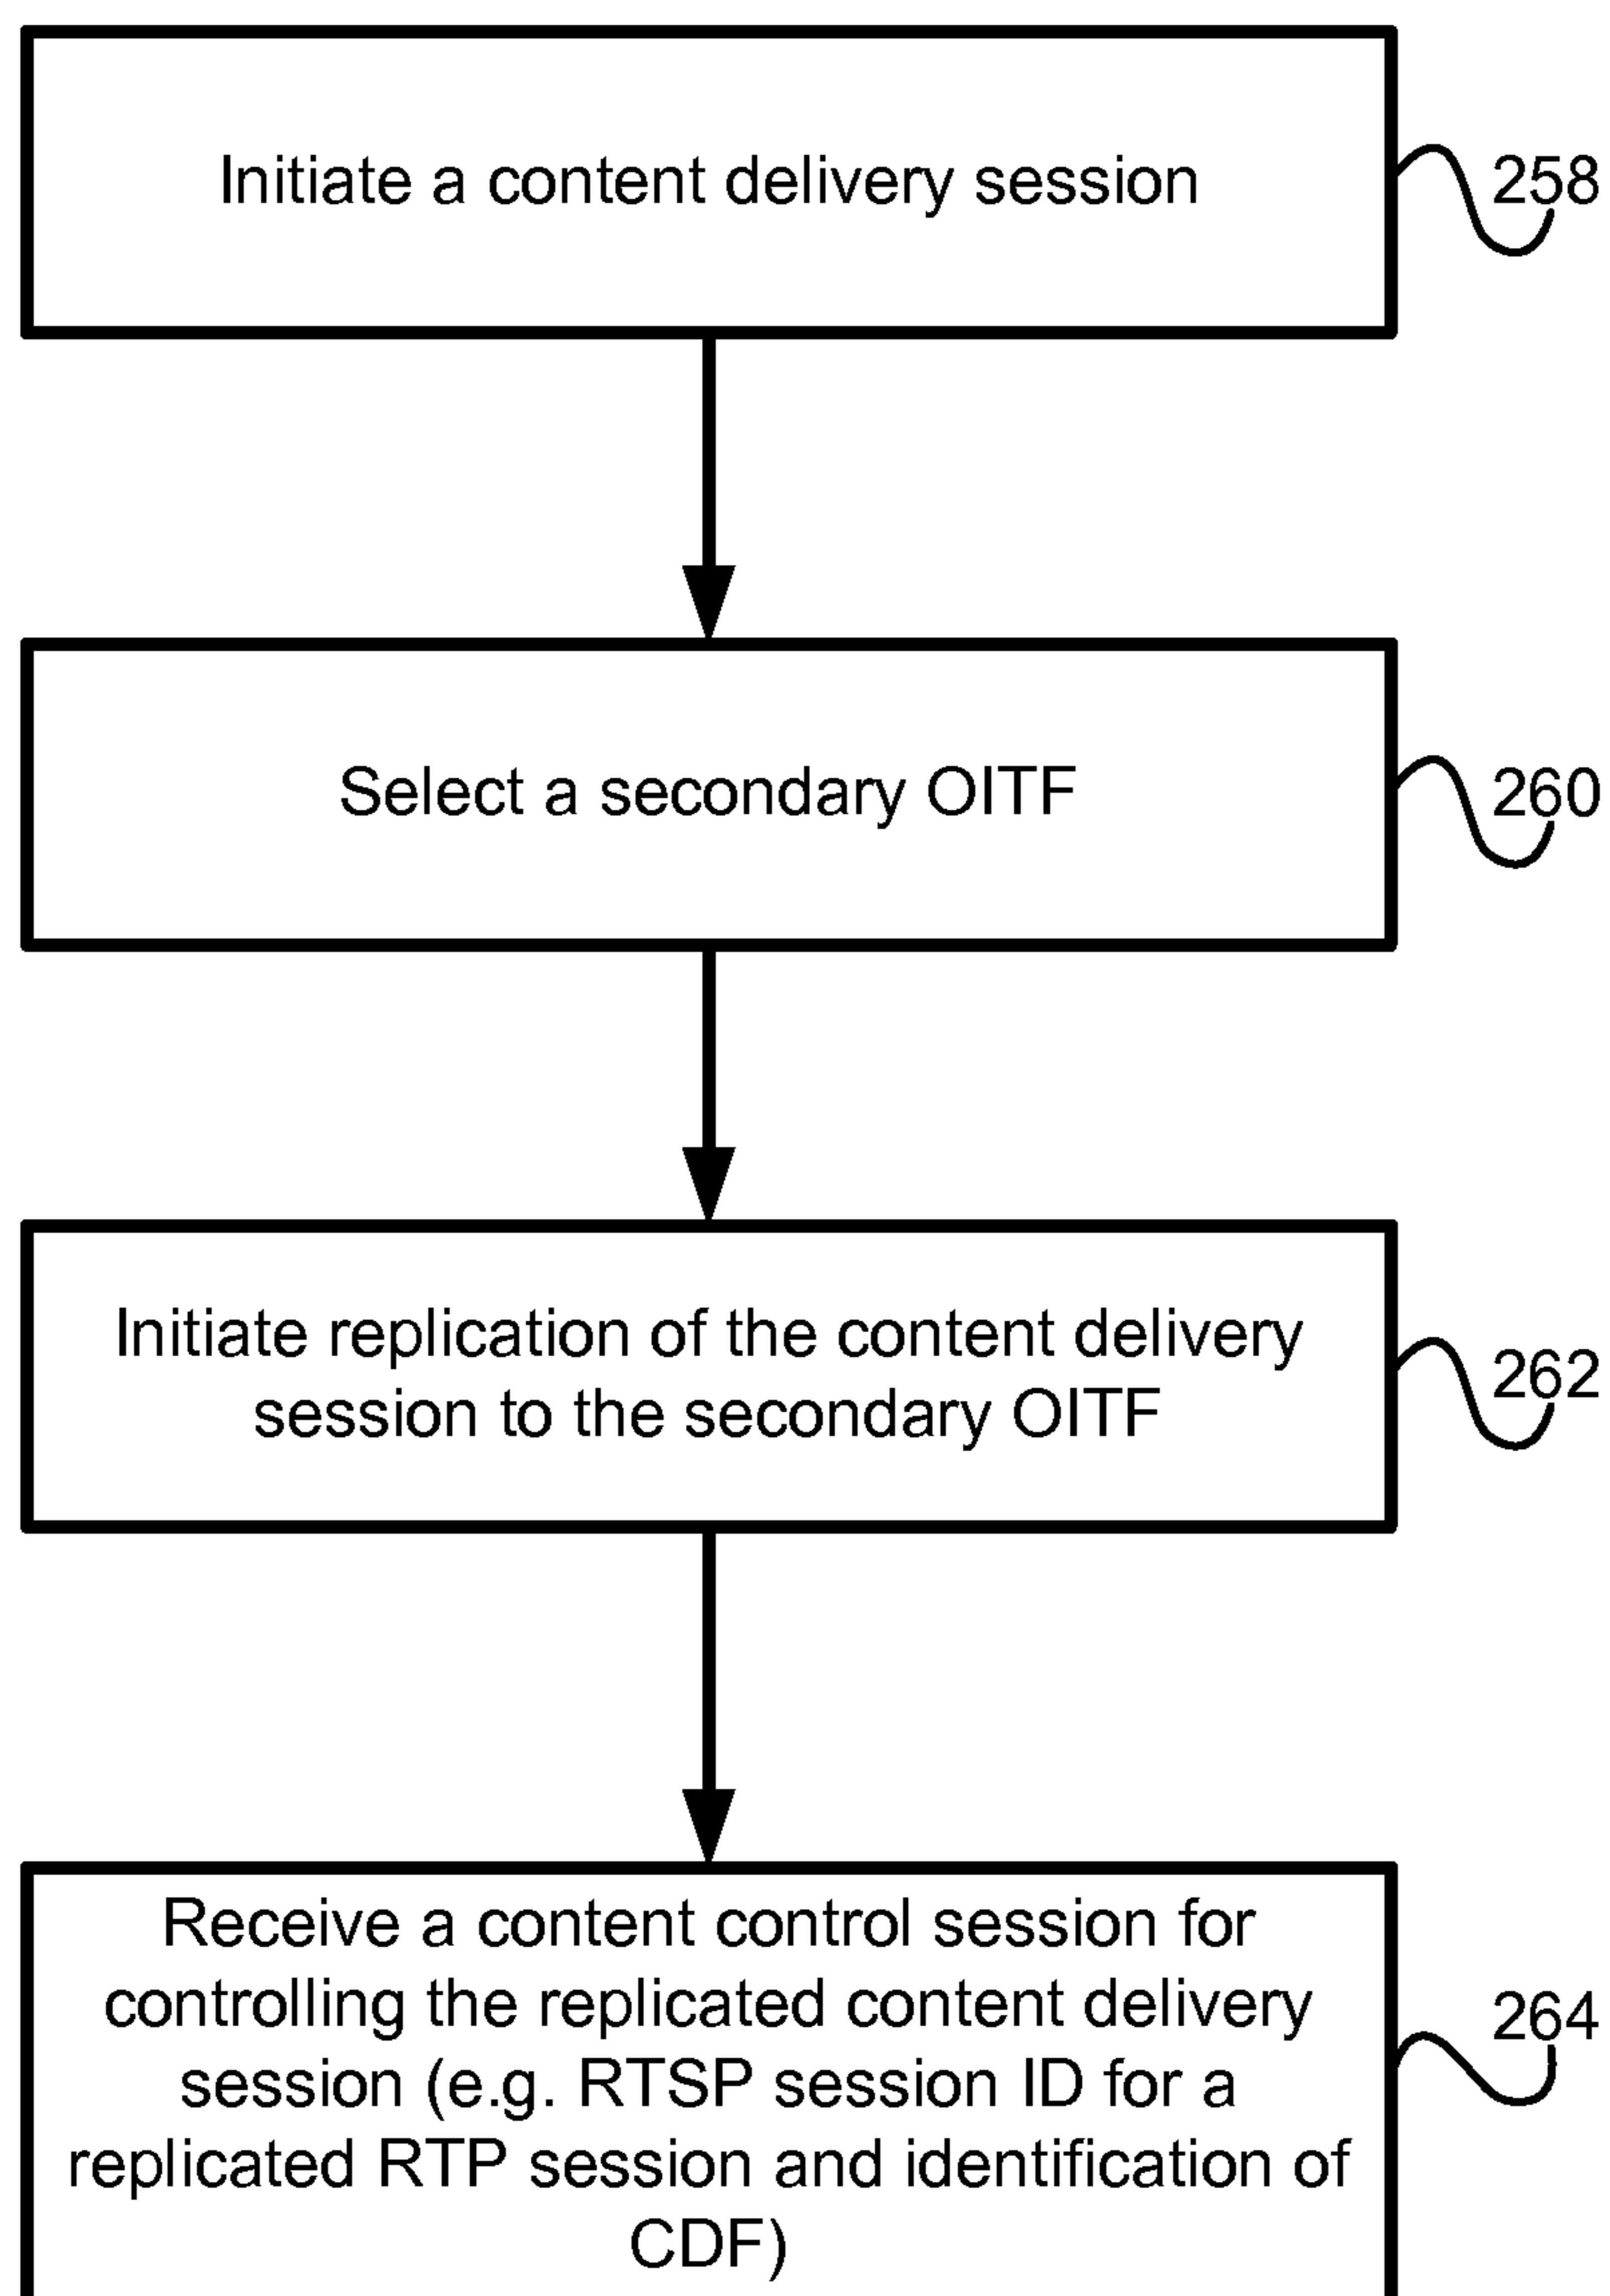 Initiate a content delivery session
258
Select a secondary OITF
260
Initiate replication of the content delivery
session to the secondary OITF
262
Receive a content control session for
controlling the replicated content delivery
session (e.g. RTSP session ID for a
replicated RTP session and identification of
CDF)
264